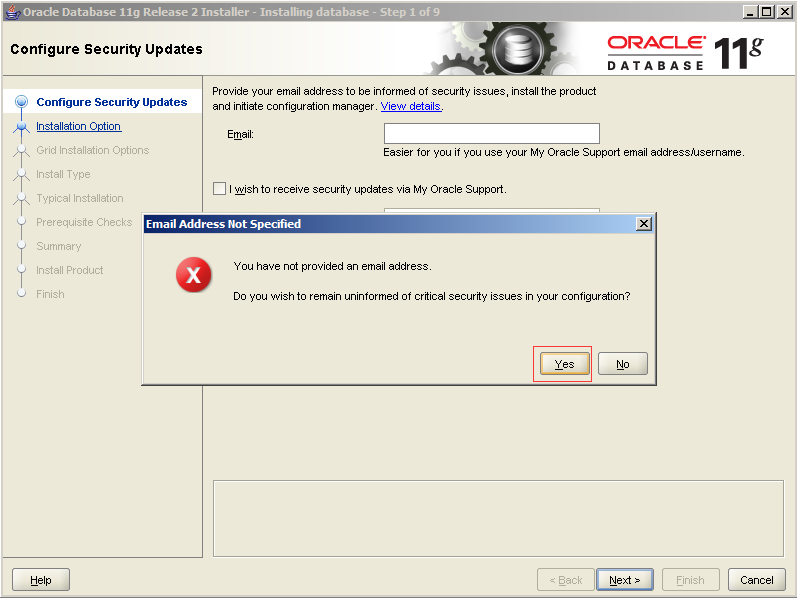 Oracle Database 11g Release 2 Installer - Installing database - Step 1 of 9
Configure Security Updates
ORACLE
DATABASE
11g
Configure Security Updates
Installation Option
Grid Installation Options
Install Type
Typical Installation
Prerequisite Checks
Summary
Install Product
Finish
Provide your email address to be informed of security issues, install the product
and initiate configuration manager. View details.
Email:
Easier for you if you use your My Oracle Support email address/username.
I wish to receive security updates via My Oracle Support.
Email Address Not Specified
You have not provided an email address.
Do you wish to remain uninformed of critical security issues in your configuration?
Yes
No
Help
< Back
Next >
Finish
Cancel